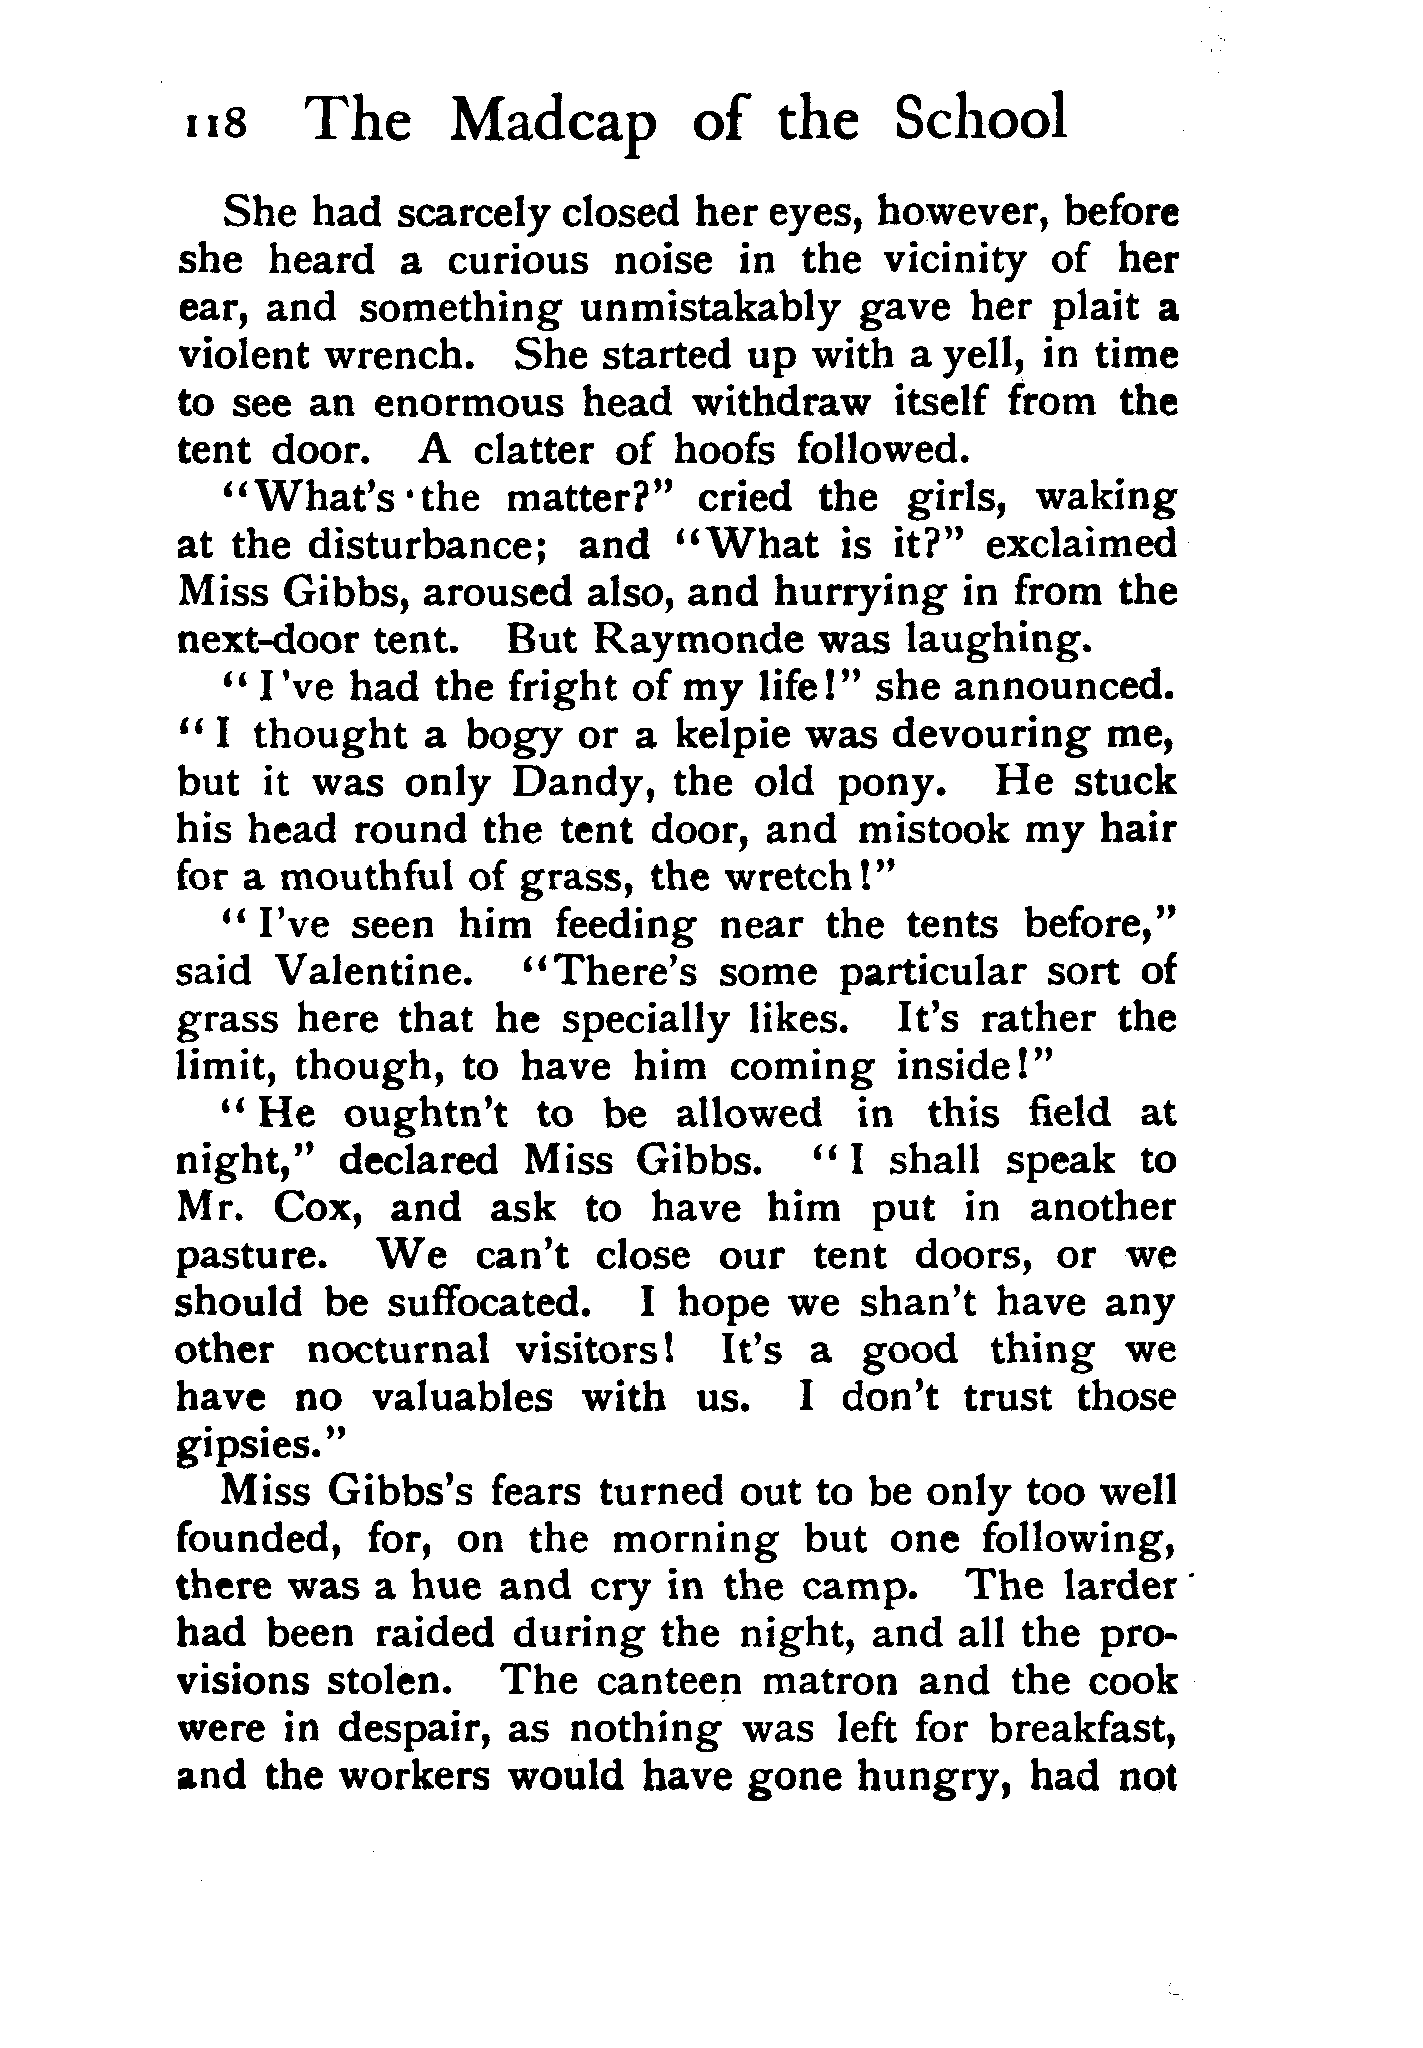 118 The Madcap of the School
She had scarcely closed her eyes, however, before
she heard a curious noise in the vicinity of her
ear, and something unmistakably gave her plait a
violent wrench. She started up with a yell, in time
to see an enormous head withdraw itself from the
tent door. A clatter of hoofs followed.
“What's the matter?” cried the girls, waking
at the disturbance; and “What is it?” exclaimed
Miss Gibbs, aroused also, and hurrying in from the
next-door tent. But Raymonde was laughing.
“I've had the fright of my life!” she announced.
“I thought a bogy or a kelpie was devouring me,
but it was only Dandy, the old pony. He stuck
his head round the tent door, and mistook my hair
for a mouthful of grass, the wretch!”
“I've seen him feeding near the tents before,”
said Valentine. “There's some particular sort of
grass here that he specially likes. It's rather the
limit, though, to have him coming inside!”
“He oughtn't to be allowed in this field at
night,” declared Miss Gibbs. “I shall speak to
Mr. Cox, and ask to have him put in another
pasture. We can't close our tent doors, or we
should be suffocated. I hope we shan't have any
other nocturnal visitors! It's a good thing we
have no valuables with us. I don't trust those
gipsies.”
Miss Gibbs's fears turned out to be only too well
founded, for, on the morning but one following,
there was a hue and cry in the camp. The larder
had been raided during the night, and all the pro-
visions stolen. The canteen matron and the cook
were in despair, as nothing was left for breakfast,
and the workers would have gone hungry, had not